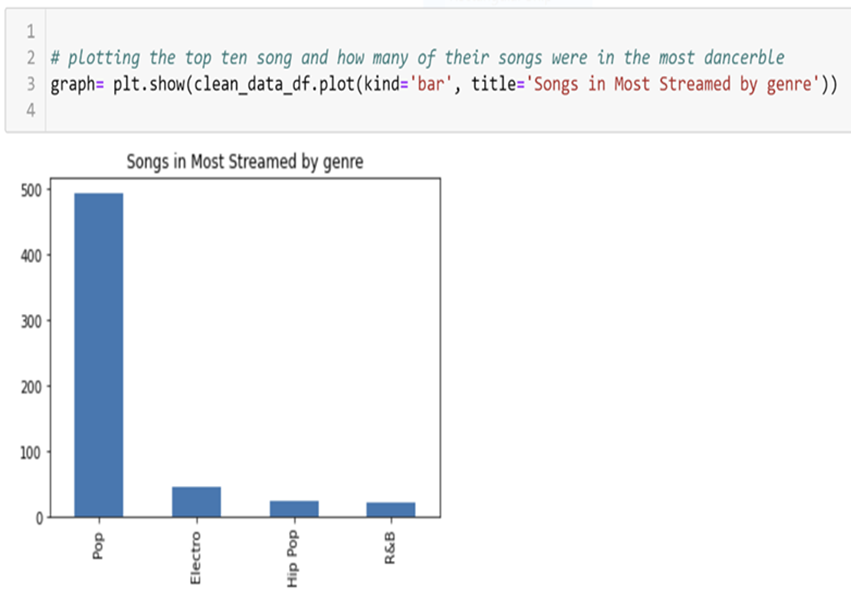 1
2 # plotting the top ten song and how many of their songs were in the most dancerble
3 graph= plt.show(clean_data_df.plot(kind='bar', title='Songs in Most Streamed by genre'))
4
Songs in Most Streamed by genre
500
400
300
200
100
0
Pop
Electro
Hip Pop
R&B